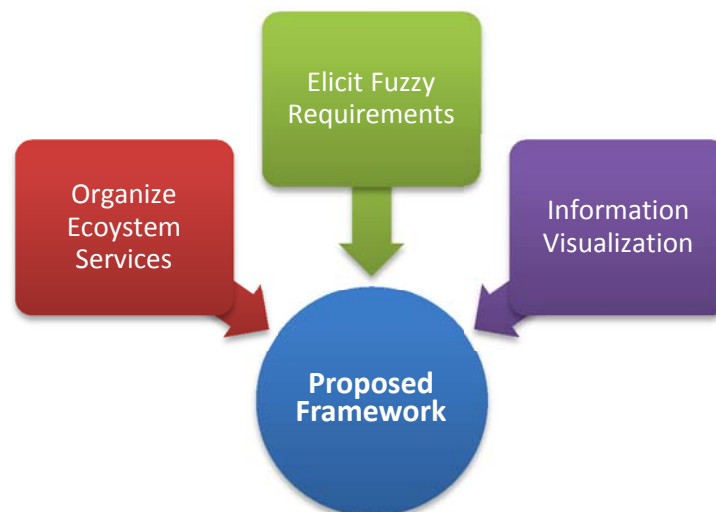 Elicit Fuzzy
Requirements
Organize
Ecoystem
Services
Information
Visualization
Proposed
Framework